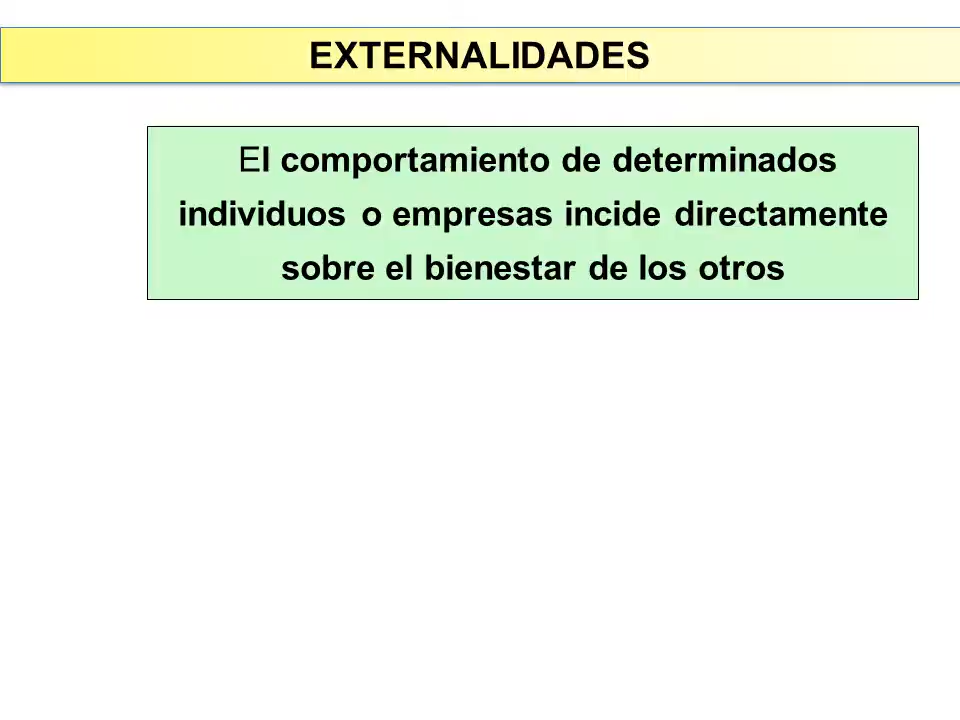 EXTERNALIDADES
El comportamiento de determinados
individuos o empresas incide directamente
sobre el bienestar de los otros